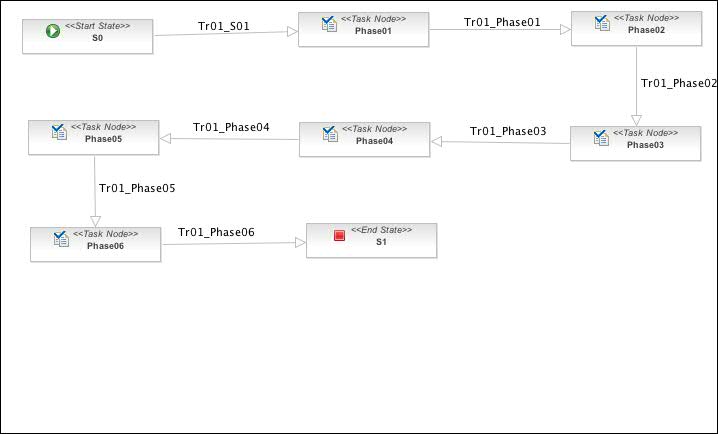 <<Start State>>
S0
Tr01_S01
<<Task Node>>
Phase01
Tr01_Phase01
<<Task Node>>
Phase02
Tr01_Phase02
<<Task Node>>
Phase03
Tr01_Phase03
<<Task Node>>
Phase04
Tr01_Phase04
<<Task Node>>
Phase05
Tr01_Phase05
<<Task Node>>
Phase06
Tr01_Phase06
<<End State>>
S1